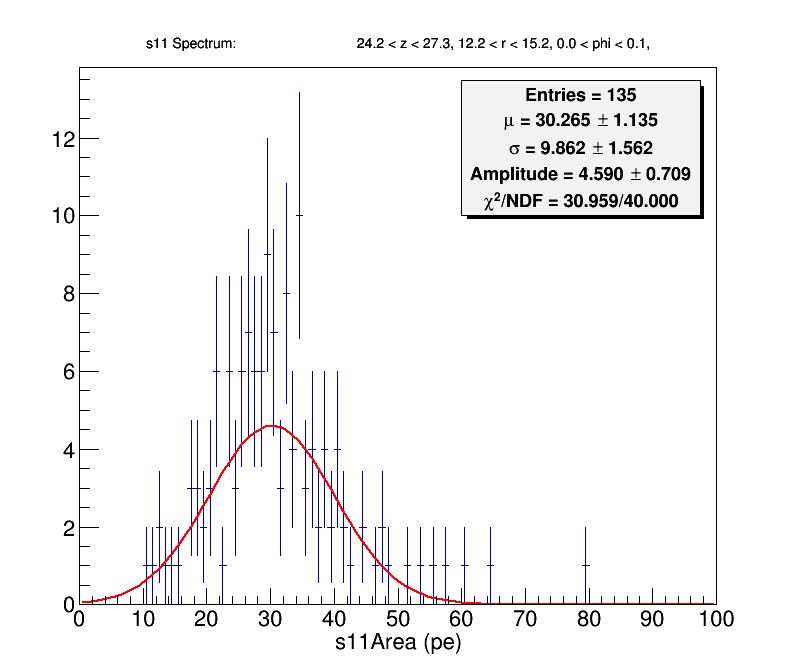 s11 Spectrum: 24.2 < z < 27.3, 12.2 < r < 15.2, 0.0 < phi < 0.1,
Entries = 135
μ = 30.265 ± 1.135
σ = 9.862 ± 1.562
Amplitude = 4.590 ± 0.709
χ²/NDF = 30.959/40.000
12
10
8
6
4
2
0
0 10 20 30 40 50 60 70 80 90 100
s11Area (pe)